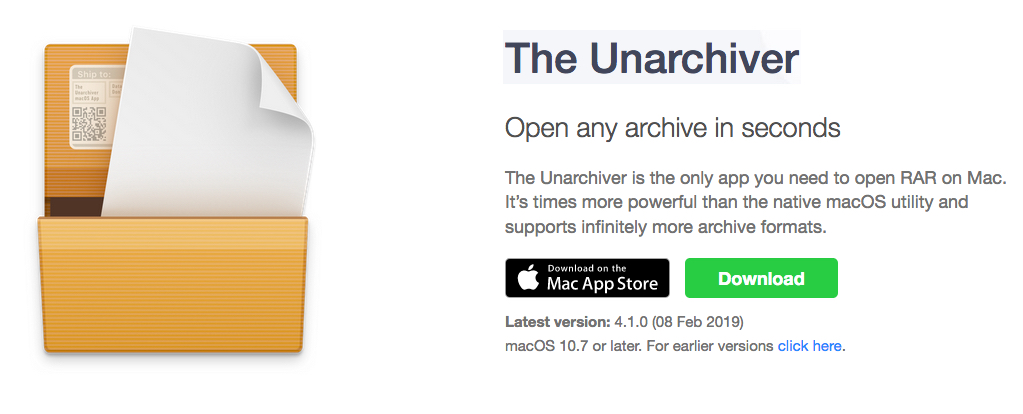 Ship to:
The
Unarchiver
macOS App
The Unarchiver
Open any archive in seconds
The Unarchiver is the only app you need to open RAR on Mac.
It’s times more powerful than the native macOS utility and
supports infinitely more archive formats.
Download on the
Mac App Store
Download
Latest version: 4.1.0 (08 Feb 2019)
macOS 10.7 or later. For earlier versions click here.